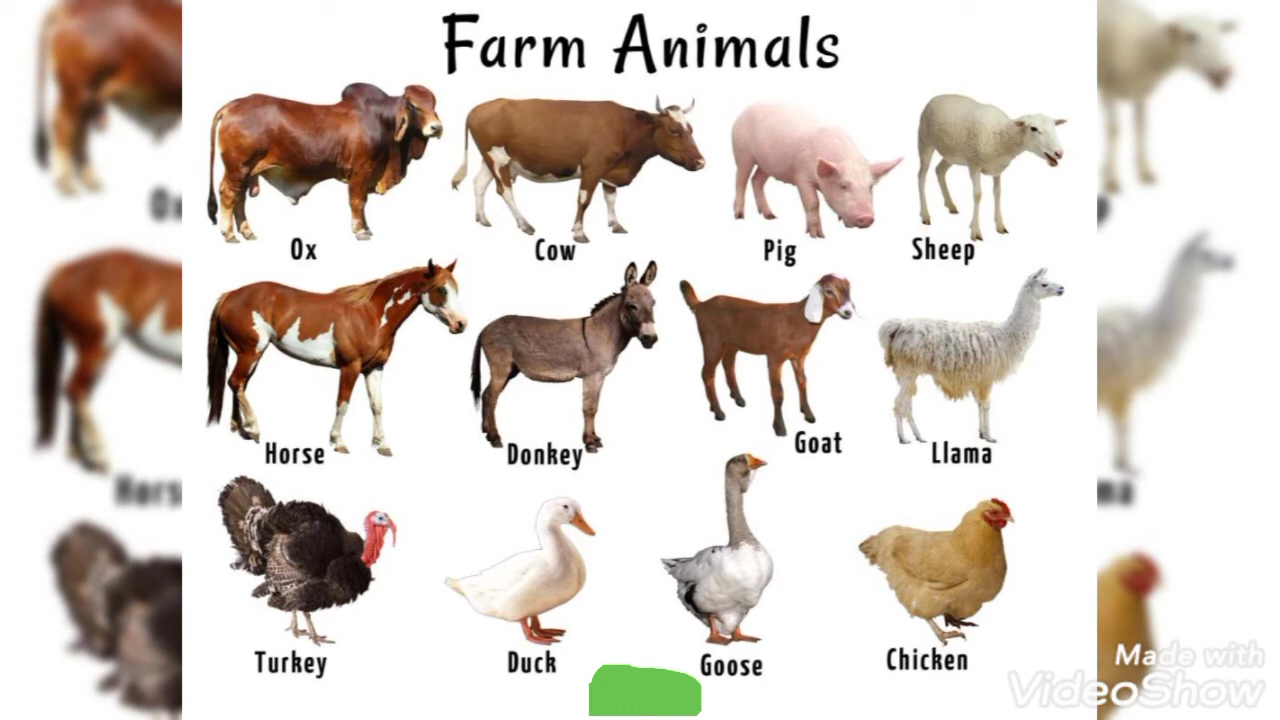 Farm Animals
Ox Cow Pig Sheep
Horse Donkey Goat Llama
Turkey Duck Goose Chicken
Made with
VideoShow